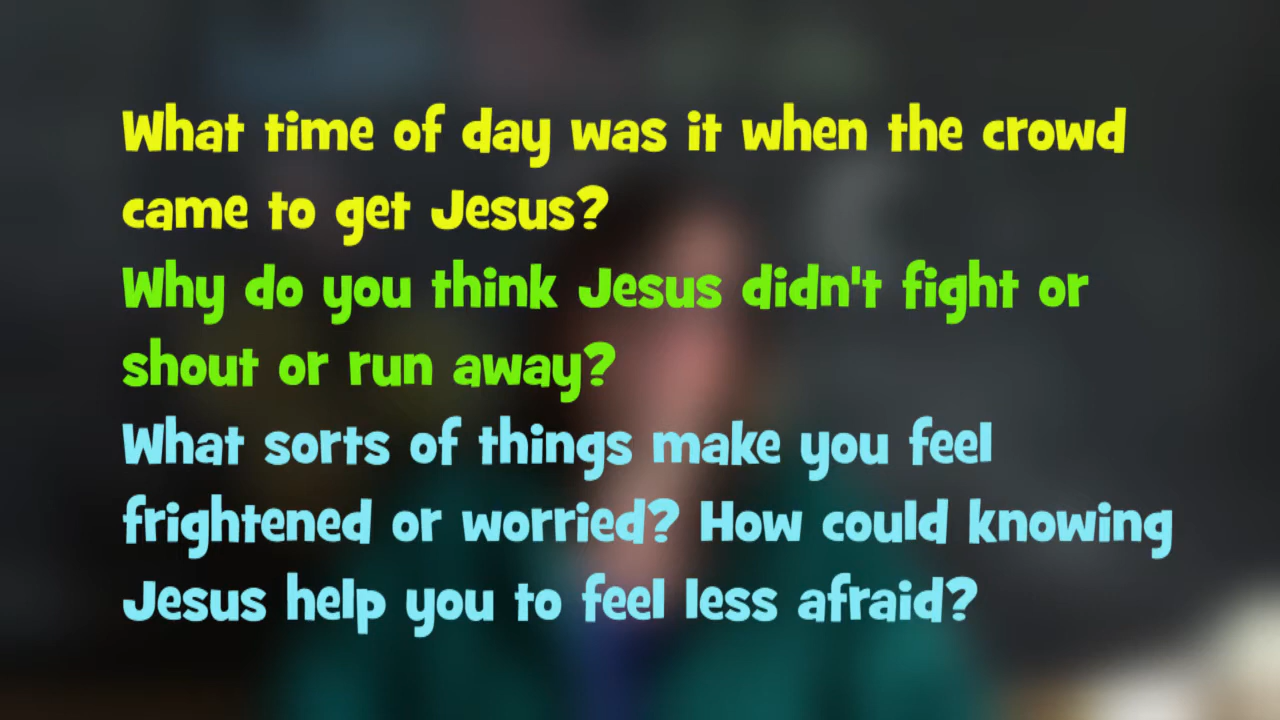 What time of day was it when the crowd
came to get Jesus?
Why do you think Jesus didn't fight or
shout or run away?
What sorts of things make you feel
frightened or worried? How could knowing
Jesus help you to feel less afraid?